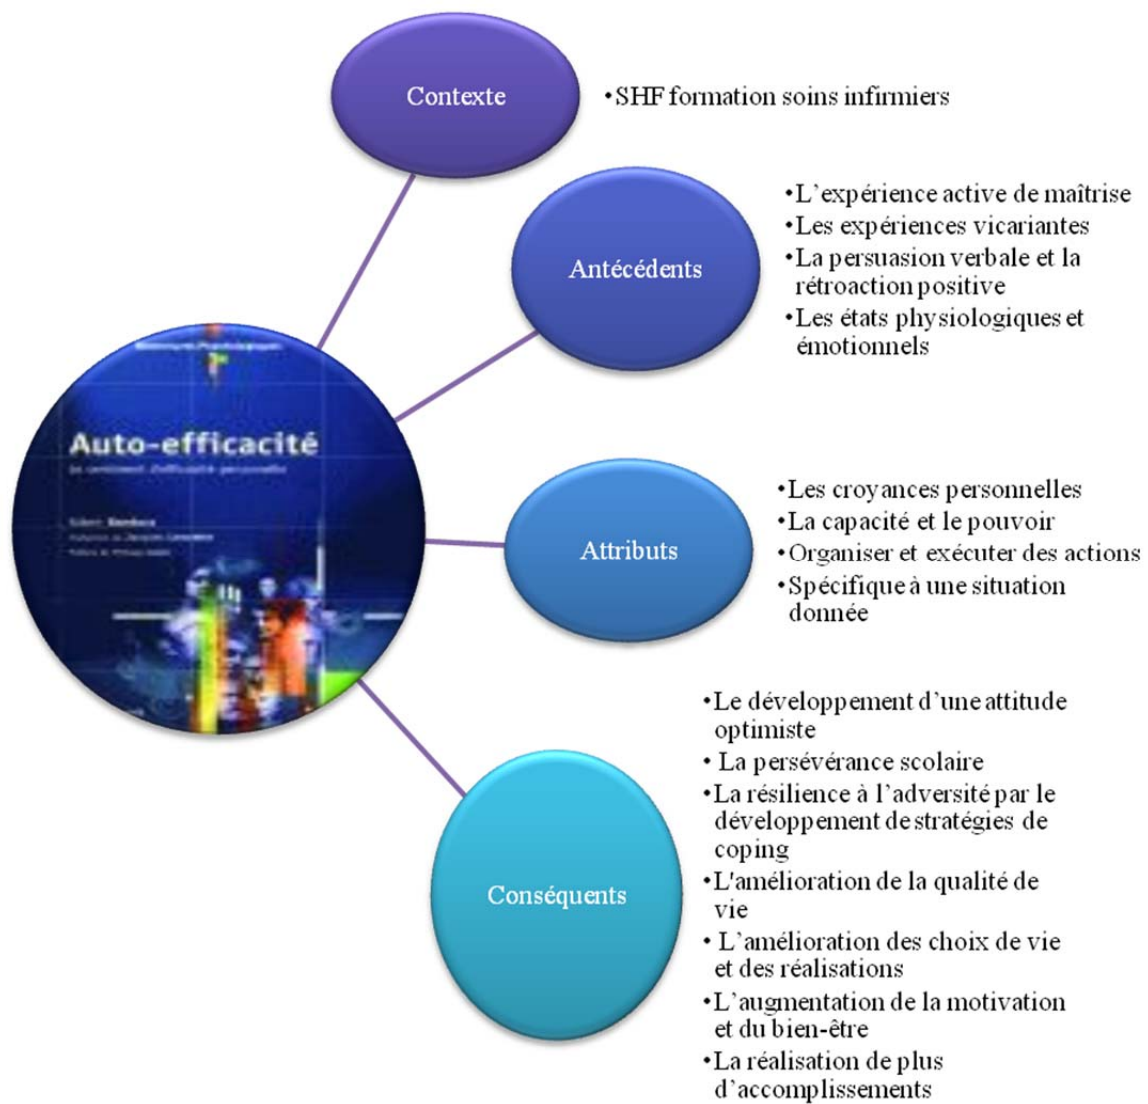 Contexte
•SHF formation soins infirmiers
Antécédents
•L'expérience active de maîtrise
•Les expériences vicariantes
•La persuasion verbale et la
rétroaction positive
•Les états physiologiques et
émotionnels
Auto-efficacité
Le sentiment d'efficacité personnelle
Attributs
•Les croyances personnelles
•La capacité et le pouvoir
•Organiser et exécuter des actions
•Spécifique à une situation
donnée
Conséquents
•Le développement d'une attitude
optimiste
• La persévérance scolaire
•La résilience à l'adversité par le
développement de stratégies de
coping
•L'amélioration de la qualité de
vie
• L'amélioration des choix de vie
et des réalisations
•L'augmentation de la motivation
et du bien-être
•La réalisation de plus
d'accomplissements